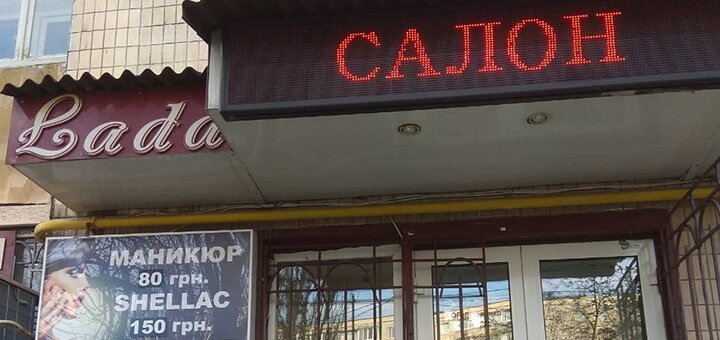 САЛОН
Lada
МАНИКЮР
80 грн.
SHELLAC
150 грн.